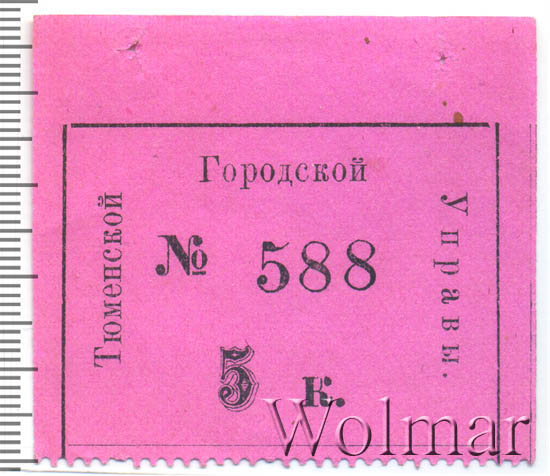 Тюменской
Городской
Управы.
№ 588
5 к.
Wolmar